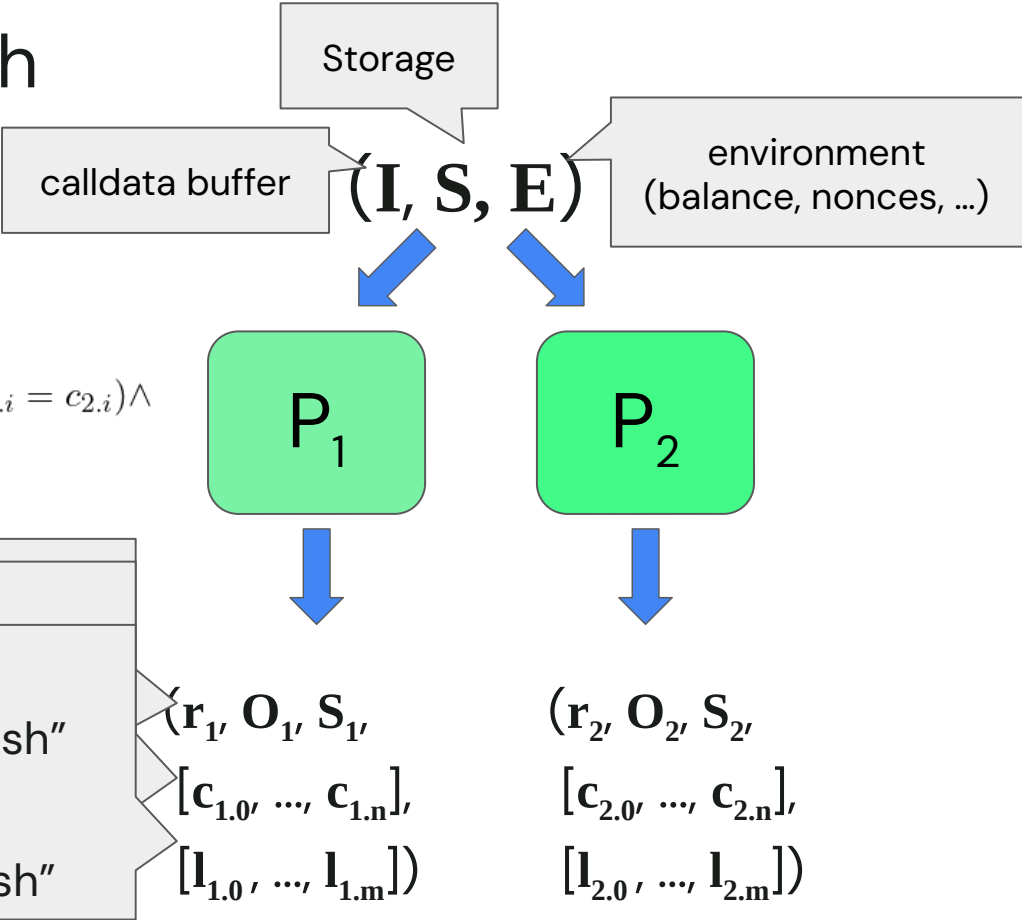 h
Storage
calldata buffer
(I, S, E)
environment
(balance, nonces, ...)
.i = c2.i)∧
P1
P2
(r1, O1, S1,
[c1.0, ..., c1.n],
[l1.0, ..., l1.m])
(r2, O2, S2,
[c2.0, ..., c2.n],
[l2.0, ..., l2.m])
sh”
sh”